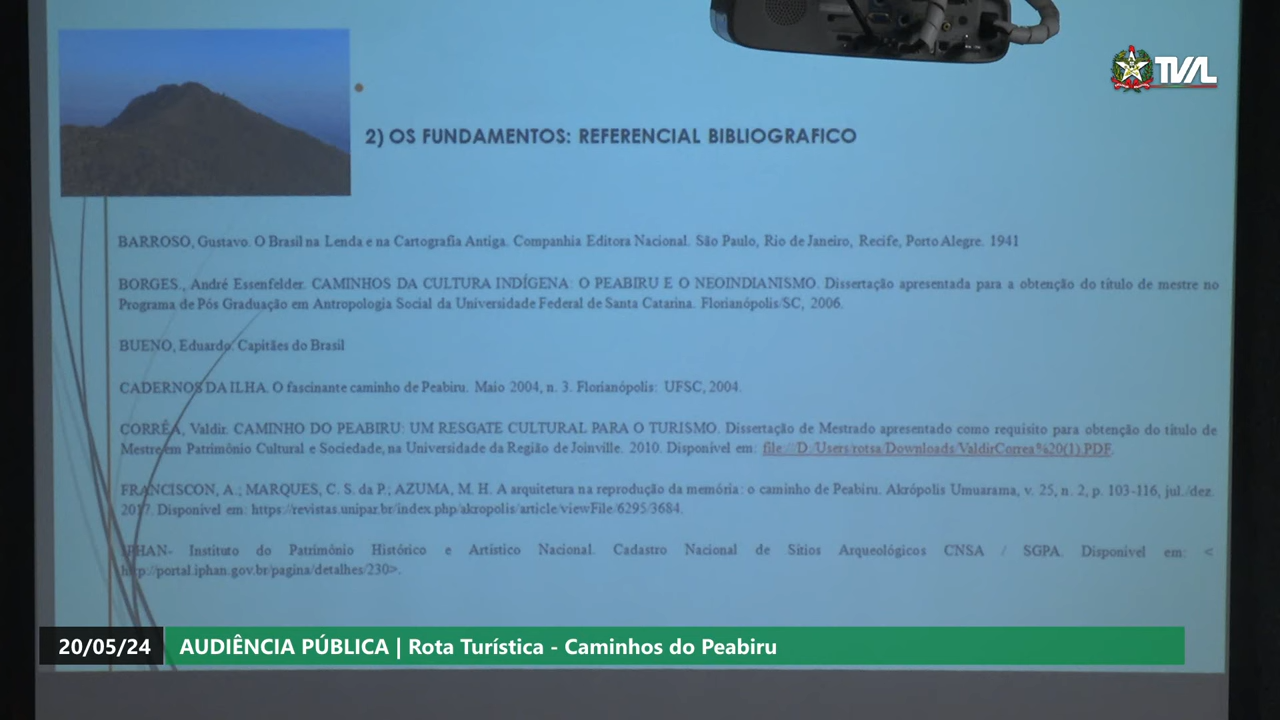 TVAL
2) OS FUNDAMENTOS: REFERENCIAL BIBLIOGRAFICO
BARROSO, Gustavo. O Brasil na Lenda e na Cartografia Antiga. Companhia Editora Nacional. São Paulo, Rio de Janeiro, Recife, Porto Alegre. 1941
BORGES., André Essenfelder. CAMINHOS DA CULTURA INDÍGENA: O PEABIRU E O NEOINDIANISMO. Dissertação apresentada para a obtenção do título de mestre no
Programa de Pós Graduação em Antropologia Social da Universidade Federal de Santa Catarina. Florianópolis/SC, 2006.
BUENO, Eduardo. Capitães do Brasil
CADERNOS DA ILHA. O fascinante caminho de Peabiru. Maio 2004, n. 3. Florianópolis: UFSC, 2004.
CORRÊA, Valdir. CAMINHO DO PEABIRU: UM RESGATE CULTURAL PARA O TURISMO. Dissertação de Mestrado apresentado como requisito para obtenção do título de
Mestre em Patrimônio Cultural e Sociedade, na Universidade da Região de Joinville. 2010. Disponível em: file:///D:/Users/rotsa/Downloads/ValdirCorrea%20(1).PDF.
FRANCISCON, A.; MARQUES, C. S. da P.; AZUMA, M. H. A arquitetura na reprodução da memória: o caminho de Peabiru. Akrópolis Umuarama, v. 25, n. 2, p. 103-116, jul./dez.
2017. Disponível em: https://revistas.unipar.br/index.php/akropolis/article/viewFile/6295/3684.
IPHAN- Instituto do Patrimônio Histórico e Artístico Nacional. Cadastro Nacional de Sítios Arqueológicos CNSA / SGPA. Disponível em: <
http://portal.iphan.gov.br/pagina/detalhes/230>.
20/05/24 AUDIÊNCIA PÚBLICA | Rota Turística - Caminhos do Peabiru